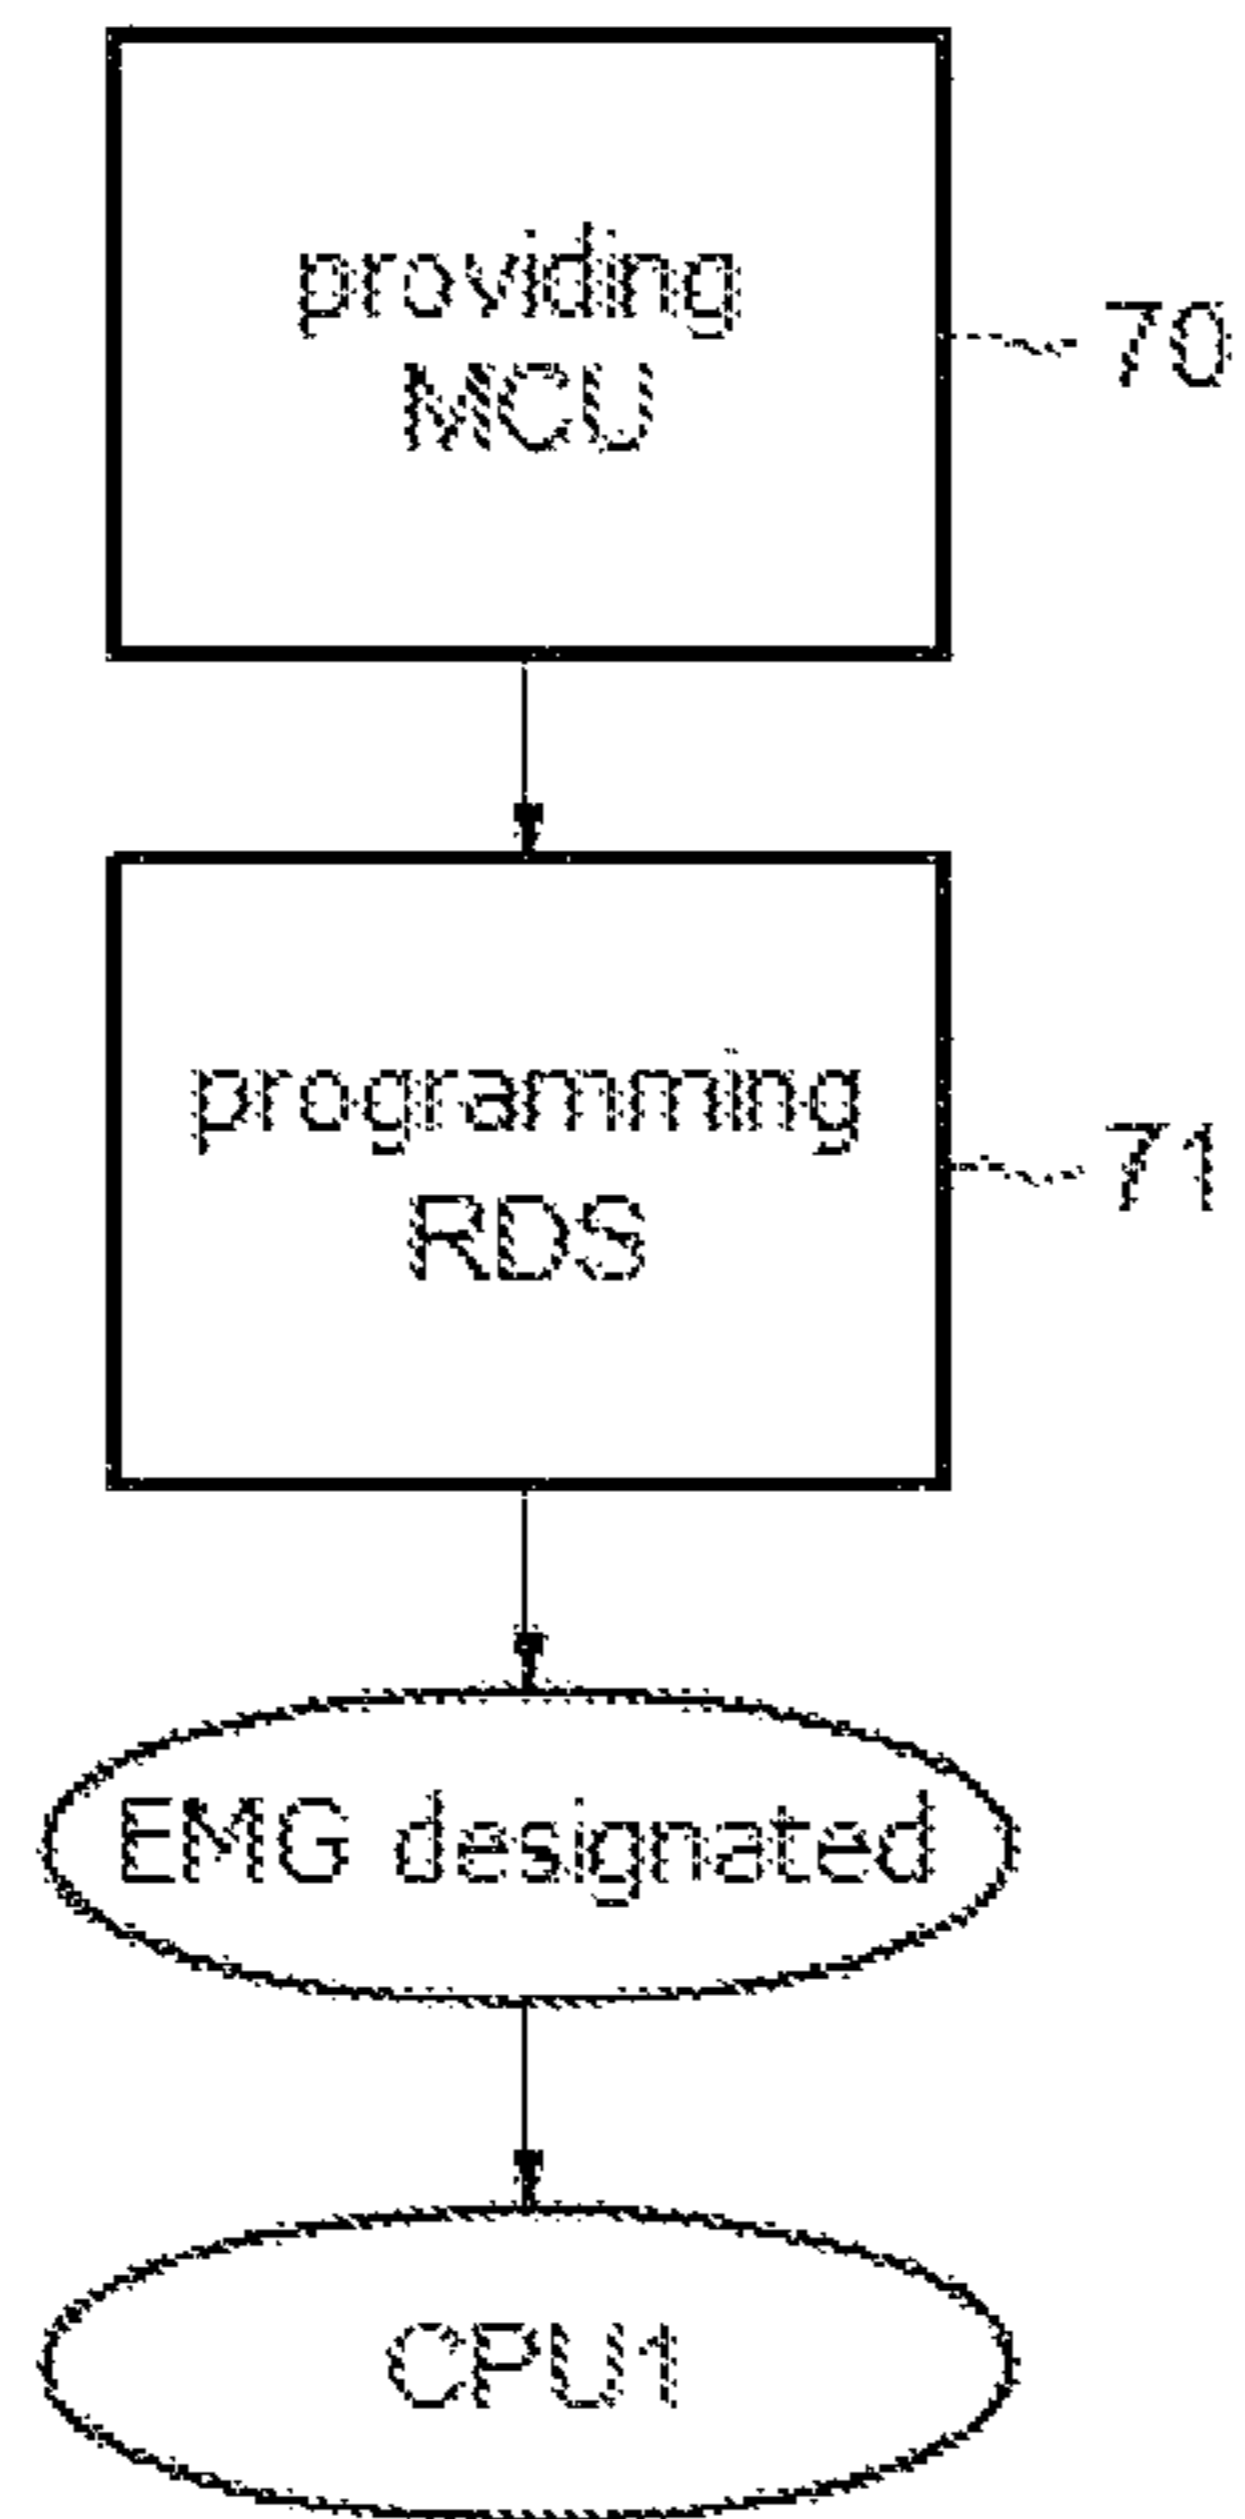 providing
MCU
70
programming
RDS
71
EMG designated
CPU1